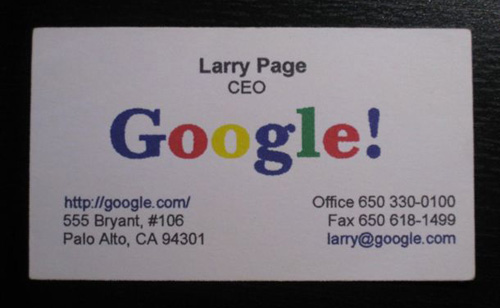 Larry Page
CEO
Google!
http://google.com/
555 Bryant, #106
Palo Alto, CA 94301
Office 650 330-0100
Fax 650 618-1499
larry@google.com